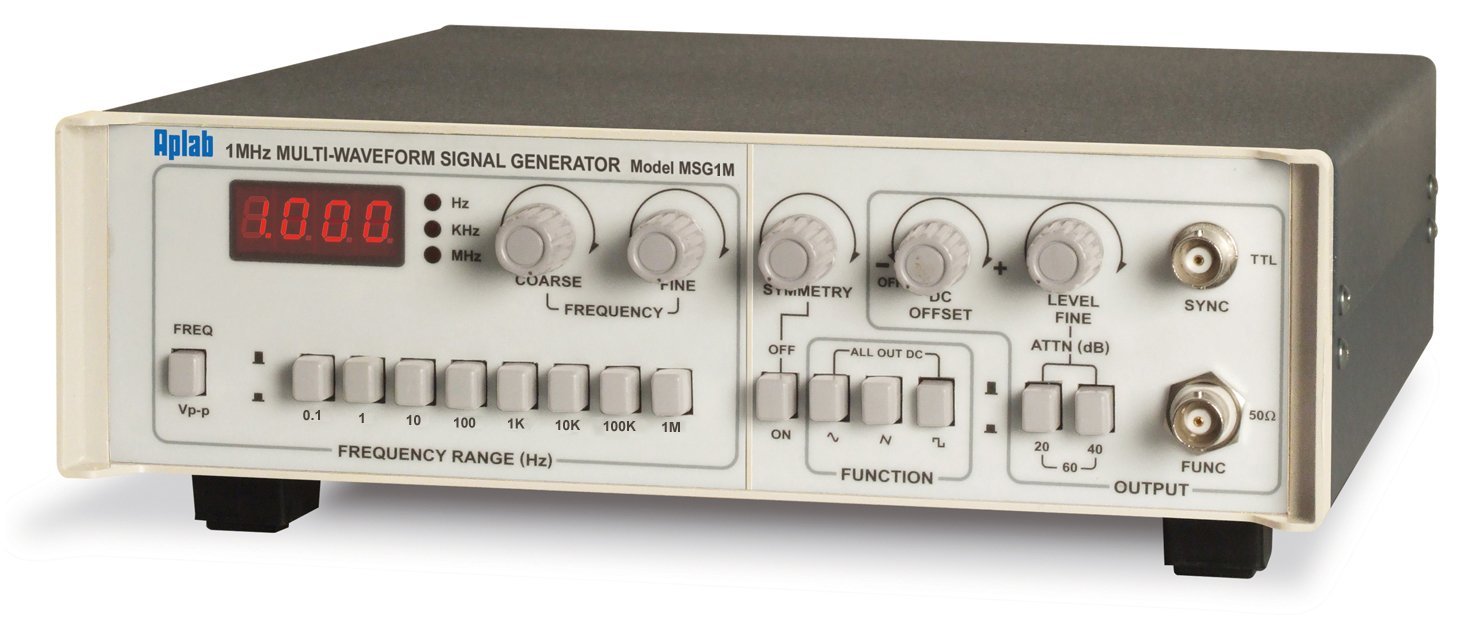 Aplab 1MHz MULTI-WAVEFORM SIGNAL GENERATOR Model MSG1M
1.000
Hz
KHz
MHz
COARSE
FINE
FREQUENCY
FREQ
Vp-p
0.1 1 10 100 1K 10K 100K 1M
FREQUENCY RANGE (Hz)
SYMMETRY
OFF
ON
ALL OUT DC
FUNCTION
- +
OFF
DC
OFFSET
LEVEL
FINE
ATTN (dB)
20 40
60
OUTPUT
TTL
SYNC
50Ω
FUNC